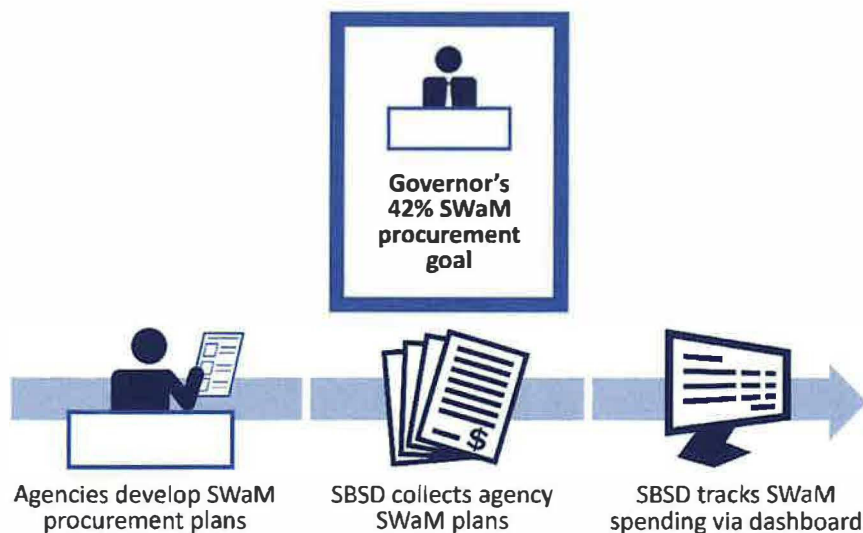 Governor's
42% SWaM
procurement
goal
$
Agencies develop SWaM
procurement plans
SBSD collects agency
SWaM plans
SBSD tracks SWaM
spending via dashboard